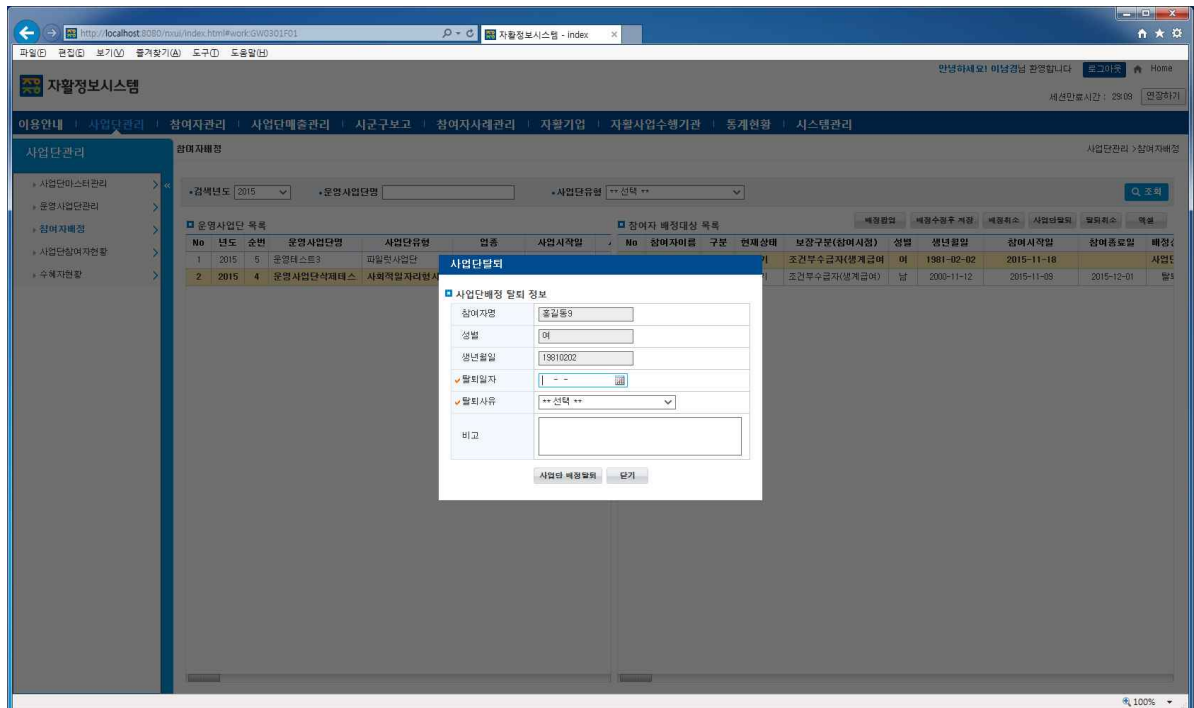 http://localhost:8080/nxui/index.html#work:GW0301F01
자활정보시스템 - index
파일(F) 편집(E) 보기(V) 즐겨찾기(A) 도구(T) 도움말(H)
안녕하세요! 이남경님 환영합니다 로그아웃 Home
자활정보시스템
세션만료시간 : 29:09 연장하기
이용안내 사업단관리 참여자관리 사업단매출관리 시군구보고 참여자사례관리 자활기업 자활사업수행기관 통계현황 시스템관리
사업단관리
참여자배정
사업단관리 >참여자배정
사업단마스터관리
운영사업단관리
참여자배정
사업단참여자현황
수혜자현황
검색년도 2015 운영사업단명 사업단유형 ** 선택 ** 조회
운영사업단 목록
참여자 배정대상 목록
배정팝업 배정수정후 저장 배정취소 사업단탈퇴 탈퇴취소 엑셀
No 년도 순번 운영사업단명 사업단유형 업종 사업시작일
No 참여자이름 구분 현재상태 보장구분(참여시점) 성별 생년월일 참여시작일 참여종료일
1 2015 5 운영테스트3 파일럿사업단
조건부수급자(생계급여 여 1981-02-02 2015-11-18 사업단
2 2015 4 운영사업단삭제테스 사회적일자리형사
조건부수급자(생계급여) 남 2000-11-12 2015-11-09 2015-12-01
사업단탈퇴
사업단배정 탈퇴 정보
참여자명 홍길동9
성별 여
생년월일 19810202
탈퇴일자 - -
탈퇴사유 ** 선택 **
비고
사업단 배정탈퇴 닫기
100%